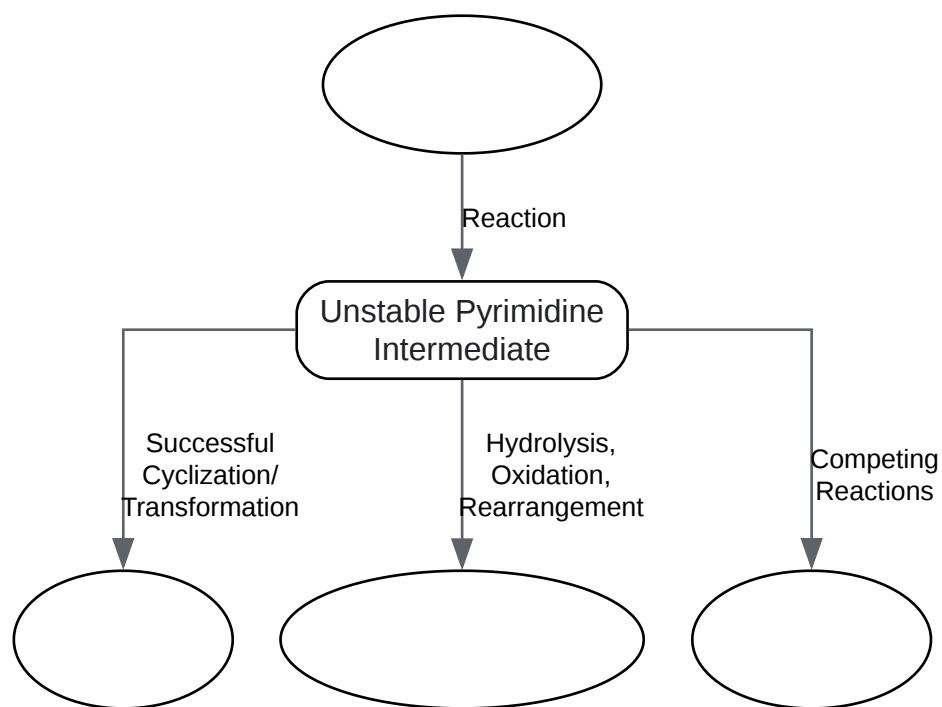 Reaction
Unstable Pyrimidine
Intermediate
Successful
Cyclization/
Transformation
Hydrolysis,
Oxidation,
Rearrangement
Competing
Reactions